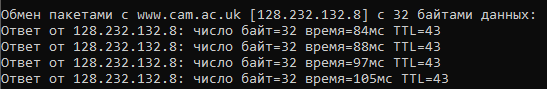 Обмен пакетами с www.cam.ac.uk [128.232.132.8] с 32 байтами данных:
Ответ от 128.232.132.8: число байт=32 время=84мс TTL=43
Ответ от 128.232.132.8: число байт=32 время=88мс TTL=43
Ответ от 128.232.132.8: число байт=32 время=97мс TTL=43
Ответ от 128.232.132.8: число байт=32 время=105мс TTL=43